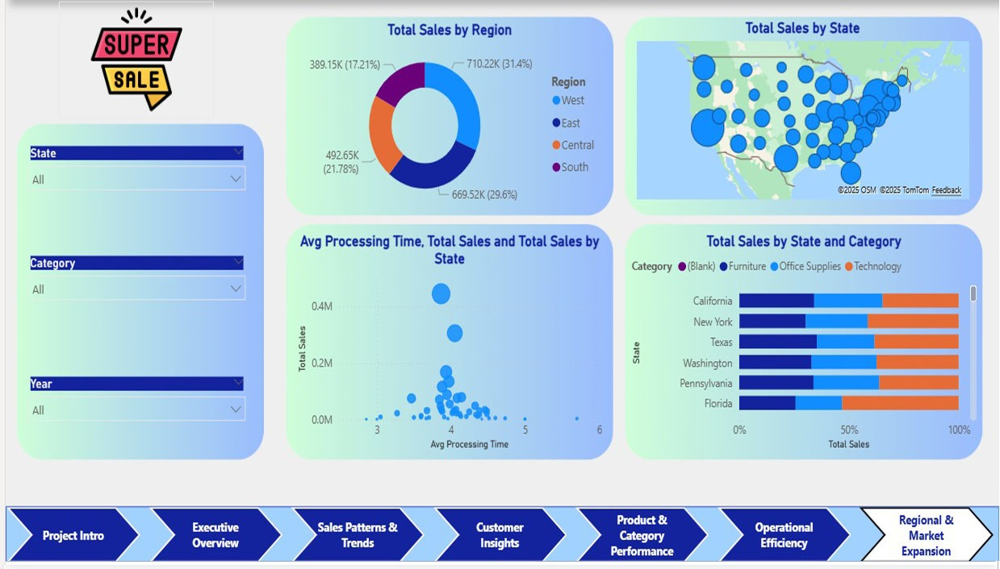 SUPER
SALE
State
All
Category
All
Year
All
Total Sales by Region
389.15K (17.21%)
710.22K (31.4%)
492.65K
(21.78%)
669.52K (29.6%)
Region
West
East
Central
South
Total Sales by State
©2025 OSM ©2025 TomTom Feedback
Avg Processing Time, Total Sales and Total Sales by
State
Total Sales
0.4M
0.2M
0.0M
3 4 5 6
Avg Processing Time
Total Sales by State and Category
Category (Blank) Furniture Office Supplies Technology
State
California
New York
Texas
Washington
Pennsylvania
Florida
0% 50% 100%
Total Sales
Project Intro
Executive
Overview
Sales Patterns &
Trends
Customer
Insights
Product &
Category
Performance
Operational
Efficiency
Regional &
Market
Expansion